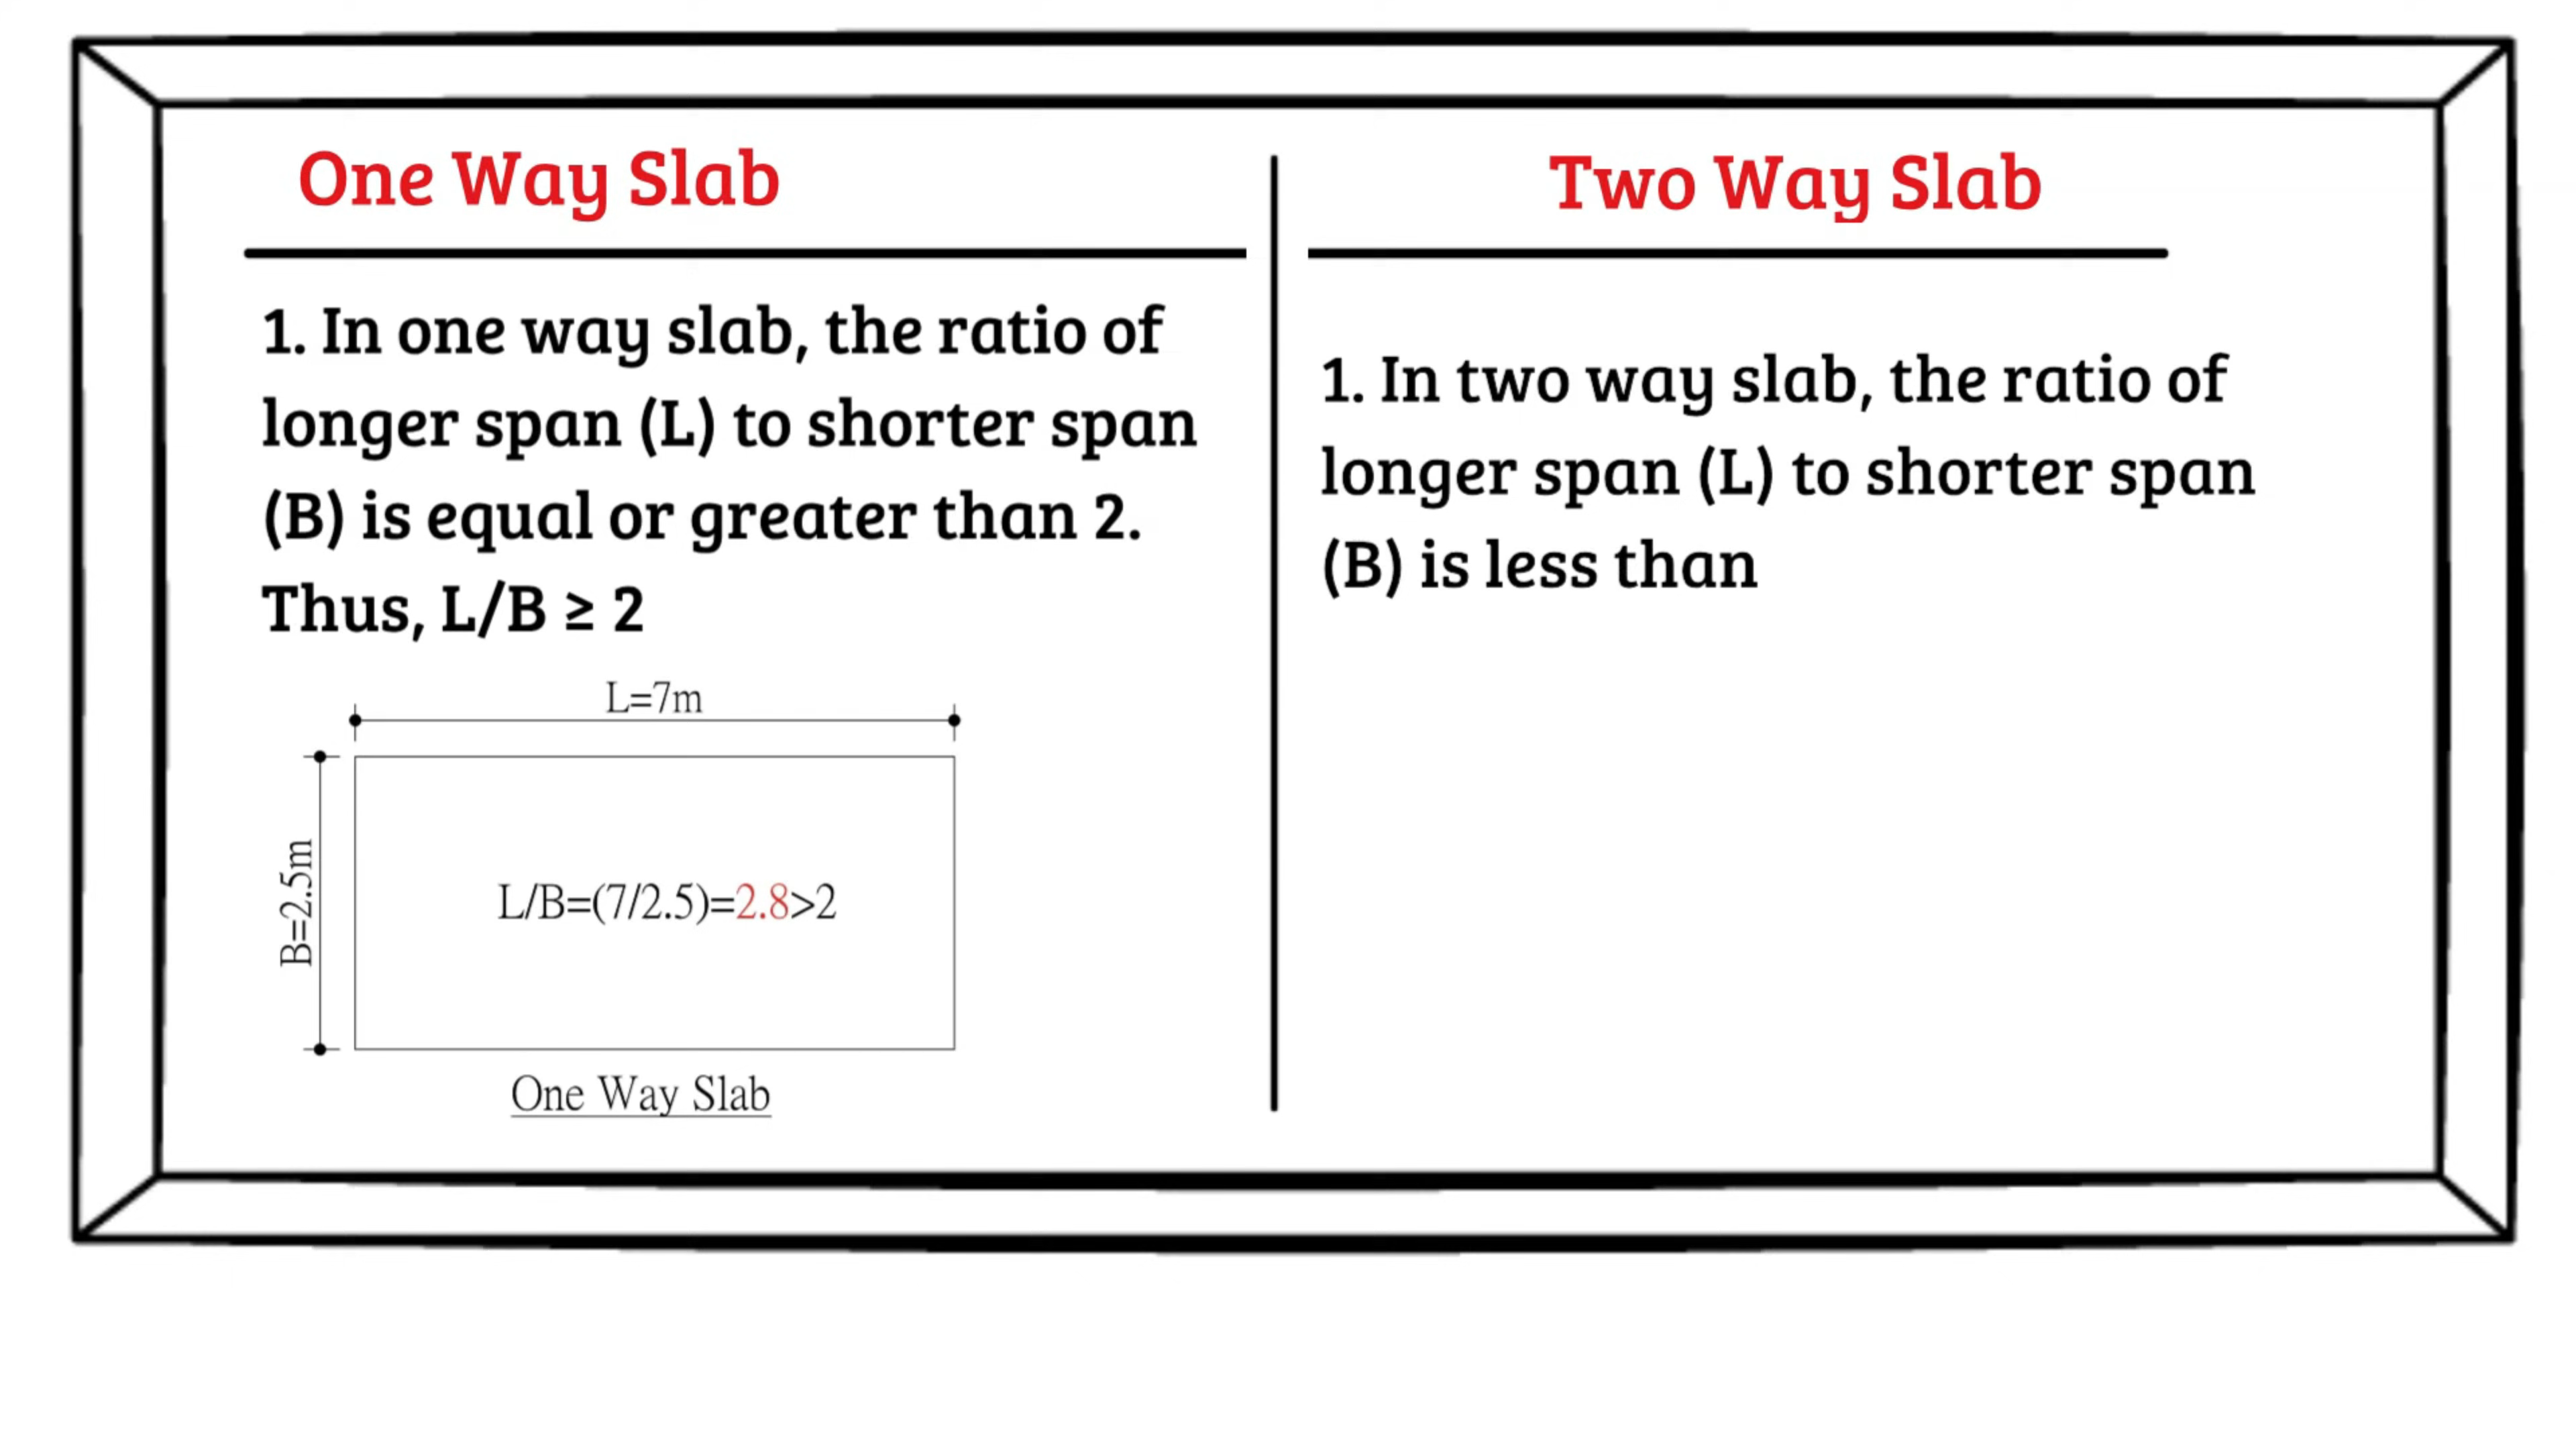 One Way Slab
1. In one way slab, the ratio of
longer span (L) to shorter span
(B) is equal or greater than 2.
Thus, L/B ≥ 2
L=7m
B=2.5m
L/B=(7/2.5)=2.8>2
One Way Slab
Two Way Slab
1. In two way slab, the ratio of
longer span (L) to shorter span
(B) is less than